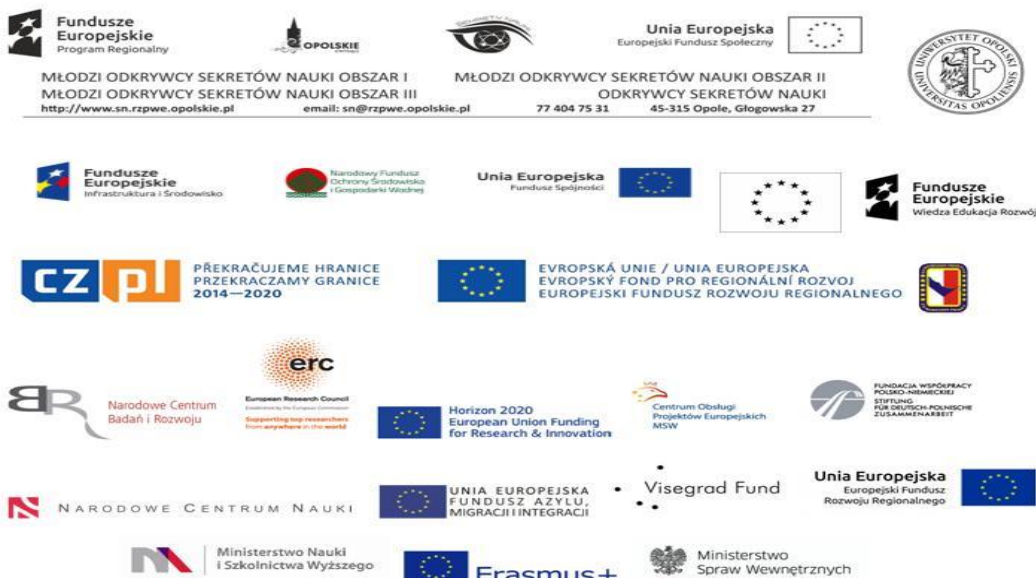 Fundusze
Europejskie
Program Regionalny
OPOLSKIE
SEKRETY NAUKI
Unia Europejska
Europejski Fundusz Społeczny
UNIWERSYTET OPOLSKI
UNIVERSITAS OPOLIENSIS
MŁODZI ODKRYWCY SEKRETÓW NAUKI OBSZAR I
MŁODZI ODKRYWCY SEKRETÓW NAUKI OBSZAR II
MŁODZI ODKRYWCY SEKRETÓW NAUKI OBSZAR III
ODKRYWCY SEKRETÓW NAUKI
http://www.sn.rzpwe.opolskie.pl email: sn@rzpwe.opolskie.pl 77 404 75 31 45-315 Opole, Głogowska 27
Fundusze
Europejskie
Infrastruktura i Środowisko
Narodowy Fundusz
Ochrony Środowiska
i Gospodarki Wodnej
Unia Europejska
Fundusz Spójności
Fundusze
Europejskie
Wiedza Edukacja Rozwój
CZ pl
PŘEKRAČUJEME HRANICE
PRZEKRACZAMY GRANICE
2014—2020
EVROPSKÁ UNIE / UNIA EUROPEJSKA
EVROPSKÝ FOND PRO REGIONÁLNÍ ROZVOJ
EUROPEJSKI FUNDUSZ ROZWOJU REGIONALNEGO
BR
Narodowe Centrum
Badań i Rozwoju
erc
European Research Council
Established by the European Commission
Supporting top researchers
from anywhere in the world
Horizon 2020
European Union Funding
for Research & Innovation
Centrum Obsługi
Projektów Europejskich
MSW
FUNDACJA WSPÓŁPRACY
POLSKO-NIEMIECKIEJ
STIFTUNG
FÜR DEUTSCH-POLNISCHE
ZUSAMMENARBEIT
NARODOWE CENTRUM NAUKI
UNIA EUROPEJSKA
FUNDUSZ AZYLU,
MIGRACJI I INTEGRACJI
Visegrad Fund
Unia Europejska
Europejski Fundusz
Rozwoju Regionalnego
Ministerstwo Nauki
i Szkolnictwa Wyższego
Erasmus+
Ministerstwo
Spraw Wewnętrznych